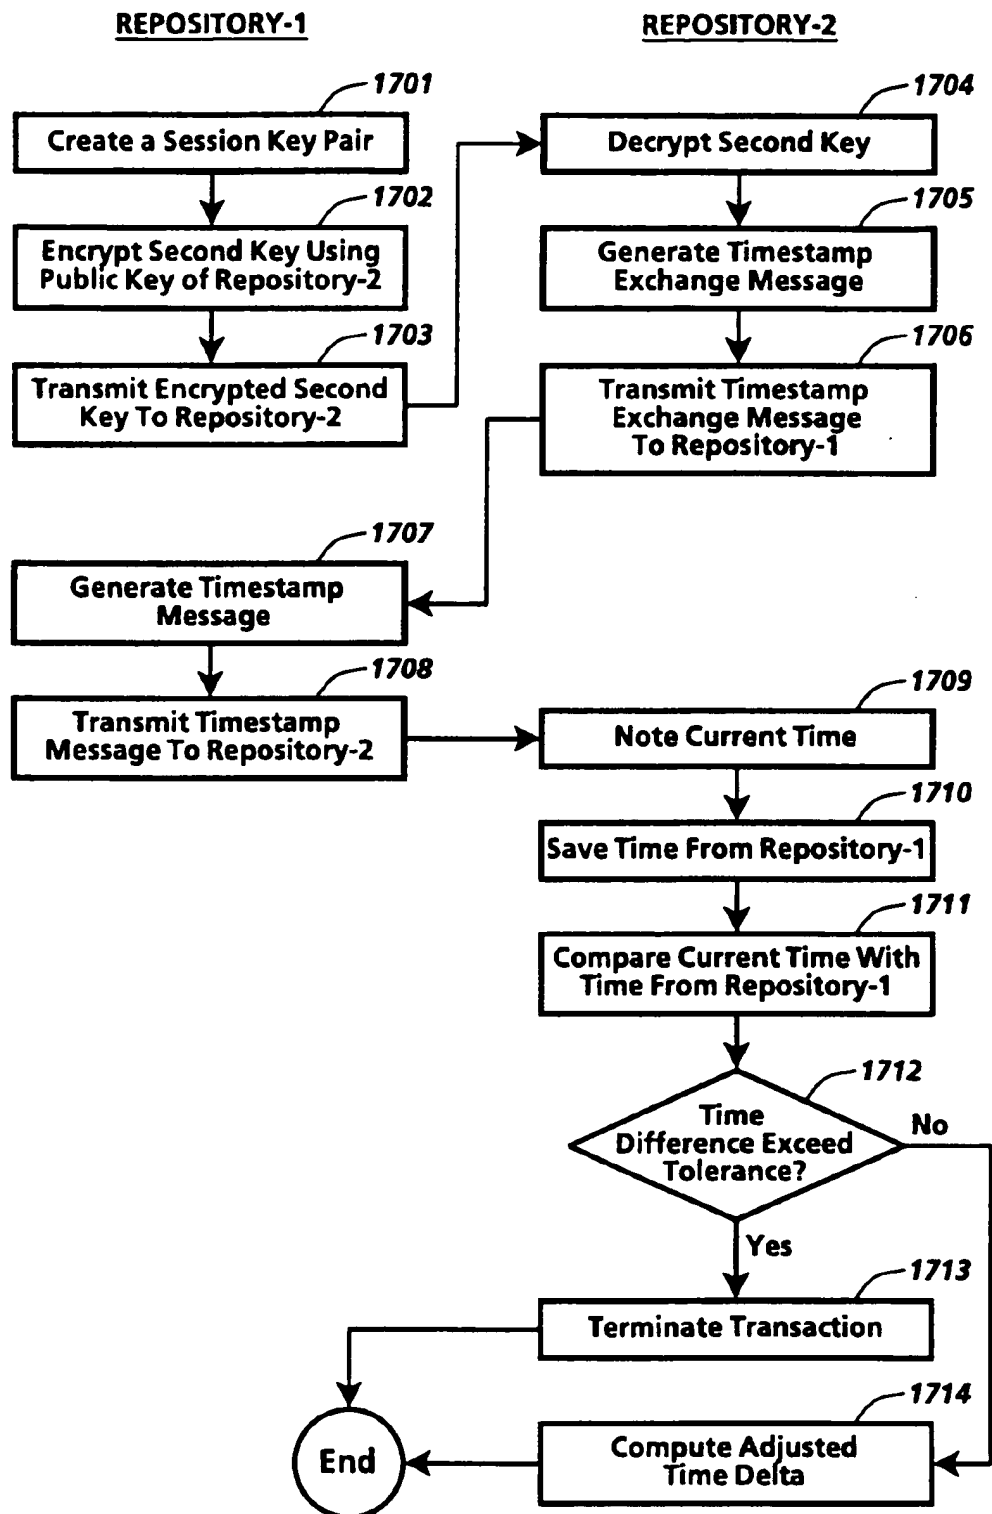 REPOSITORY-1
REPOSITORY-2
1701
Create a Session Key Pair
1702
Encrypt Second Key Using
Public Key of Repository-2
1703
Transmit Encrypted Second
Key To Repository-2
1704
Decrypt Second Key
1705
Generate Timestamp
Exchange Message
1706
Transmit Timestamp
Exchange Message
To Repository-1
1707
Generate Timestamp
Message
1708
Transmit Timestamp
Message To Repository-2
1709
Note Current Time
1710
Save Time From Repository-1
1711
Compare Current Time With
Time From Repository-1
1712
Time
Difference Exceed
Tolerance?
No
Yes
1713
Terminate Transaction
1714
Compute Adjusted
Time Delta
End